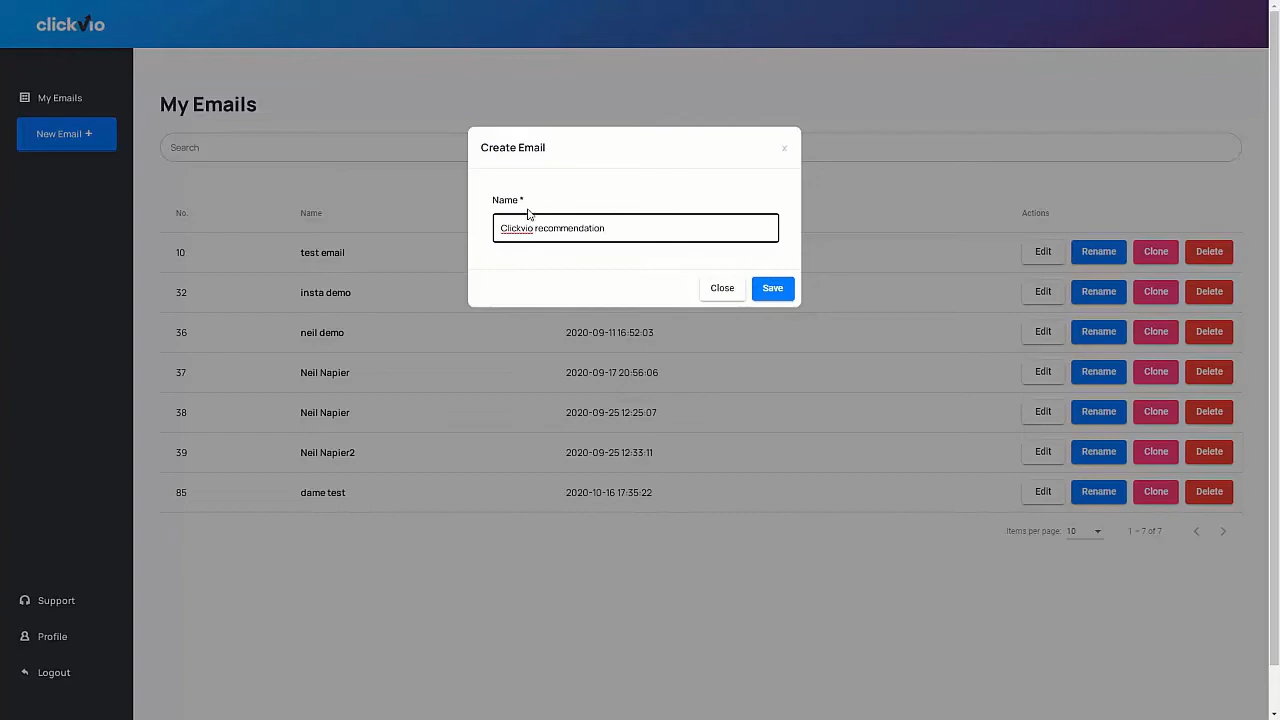 clickvio
My Emails
New Email +
My Emails
Search
Create Email x
Name *
Clickvio recommendation
Close Save
No. Name Actions
10 test email Edit Rename Clone Delete
32 insta demo Edit Rename Clone Delete
36 neil demo 2020-09-11 16:52:03 Edit Rename Clone Delete
37 Neil Napier 2020-09-17 20:56:06 Edit Rename Clone Delete
38 Neil Napier 2020-09-25 12:25:07 Edit Rename Clone Delete
39 Neil Napier2 2020-09-25 12:33:11 Edit Rename Clone Delete
85 dame test 2020-10-16 17:35:22 Edit Rename Clone Delete
Items per page: 10 1 – 7 of 7
Support
Profile
Logout